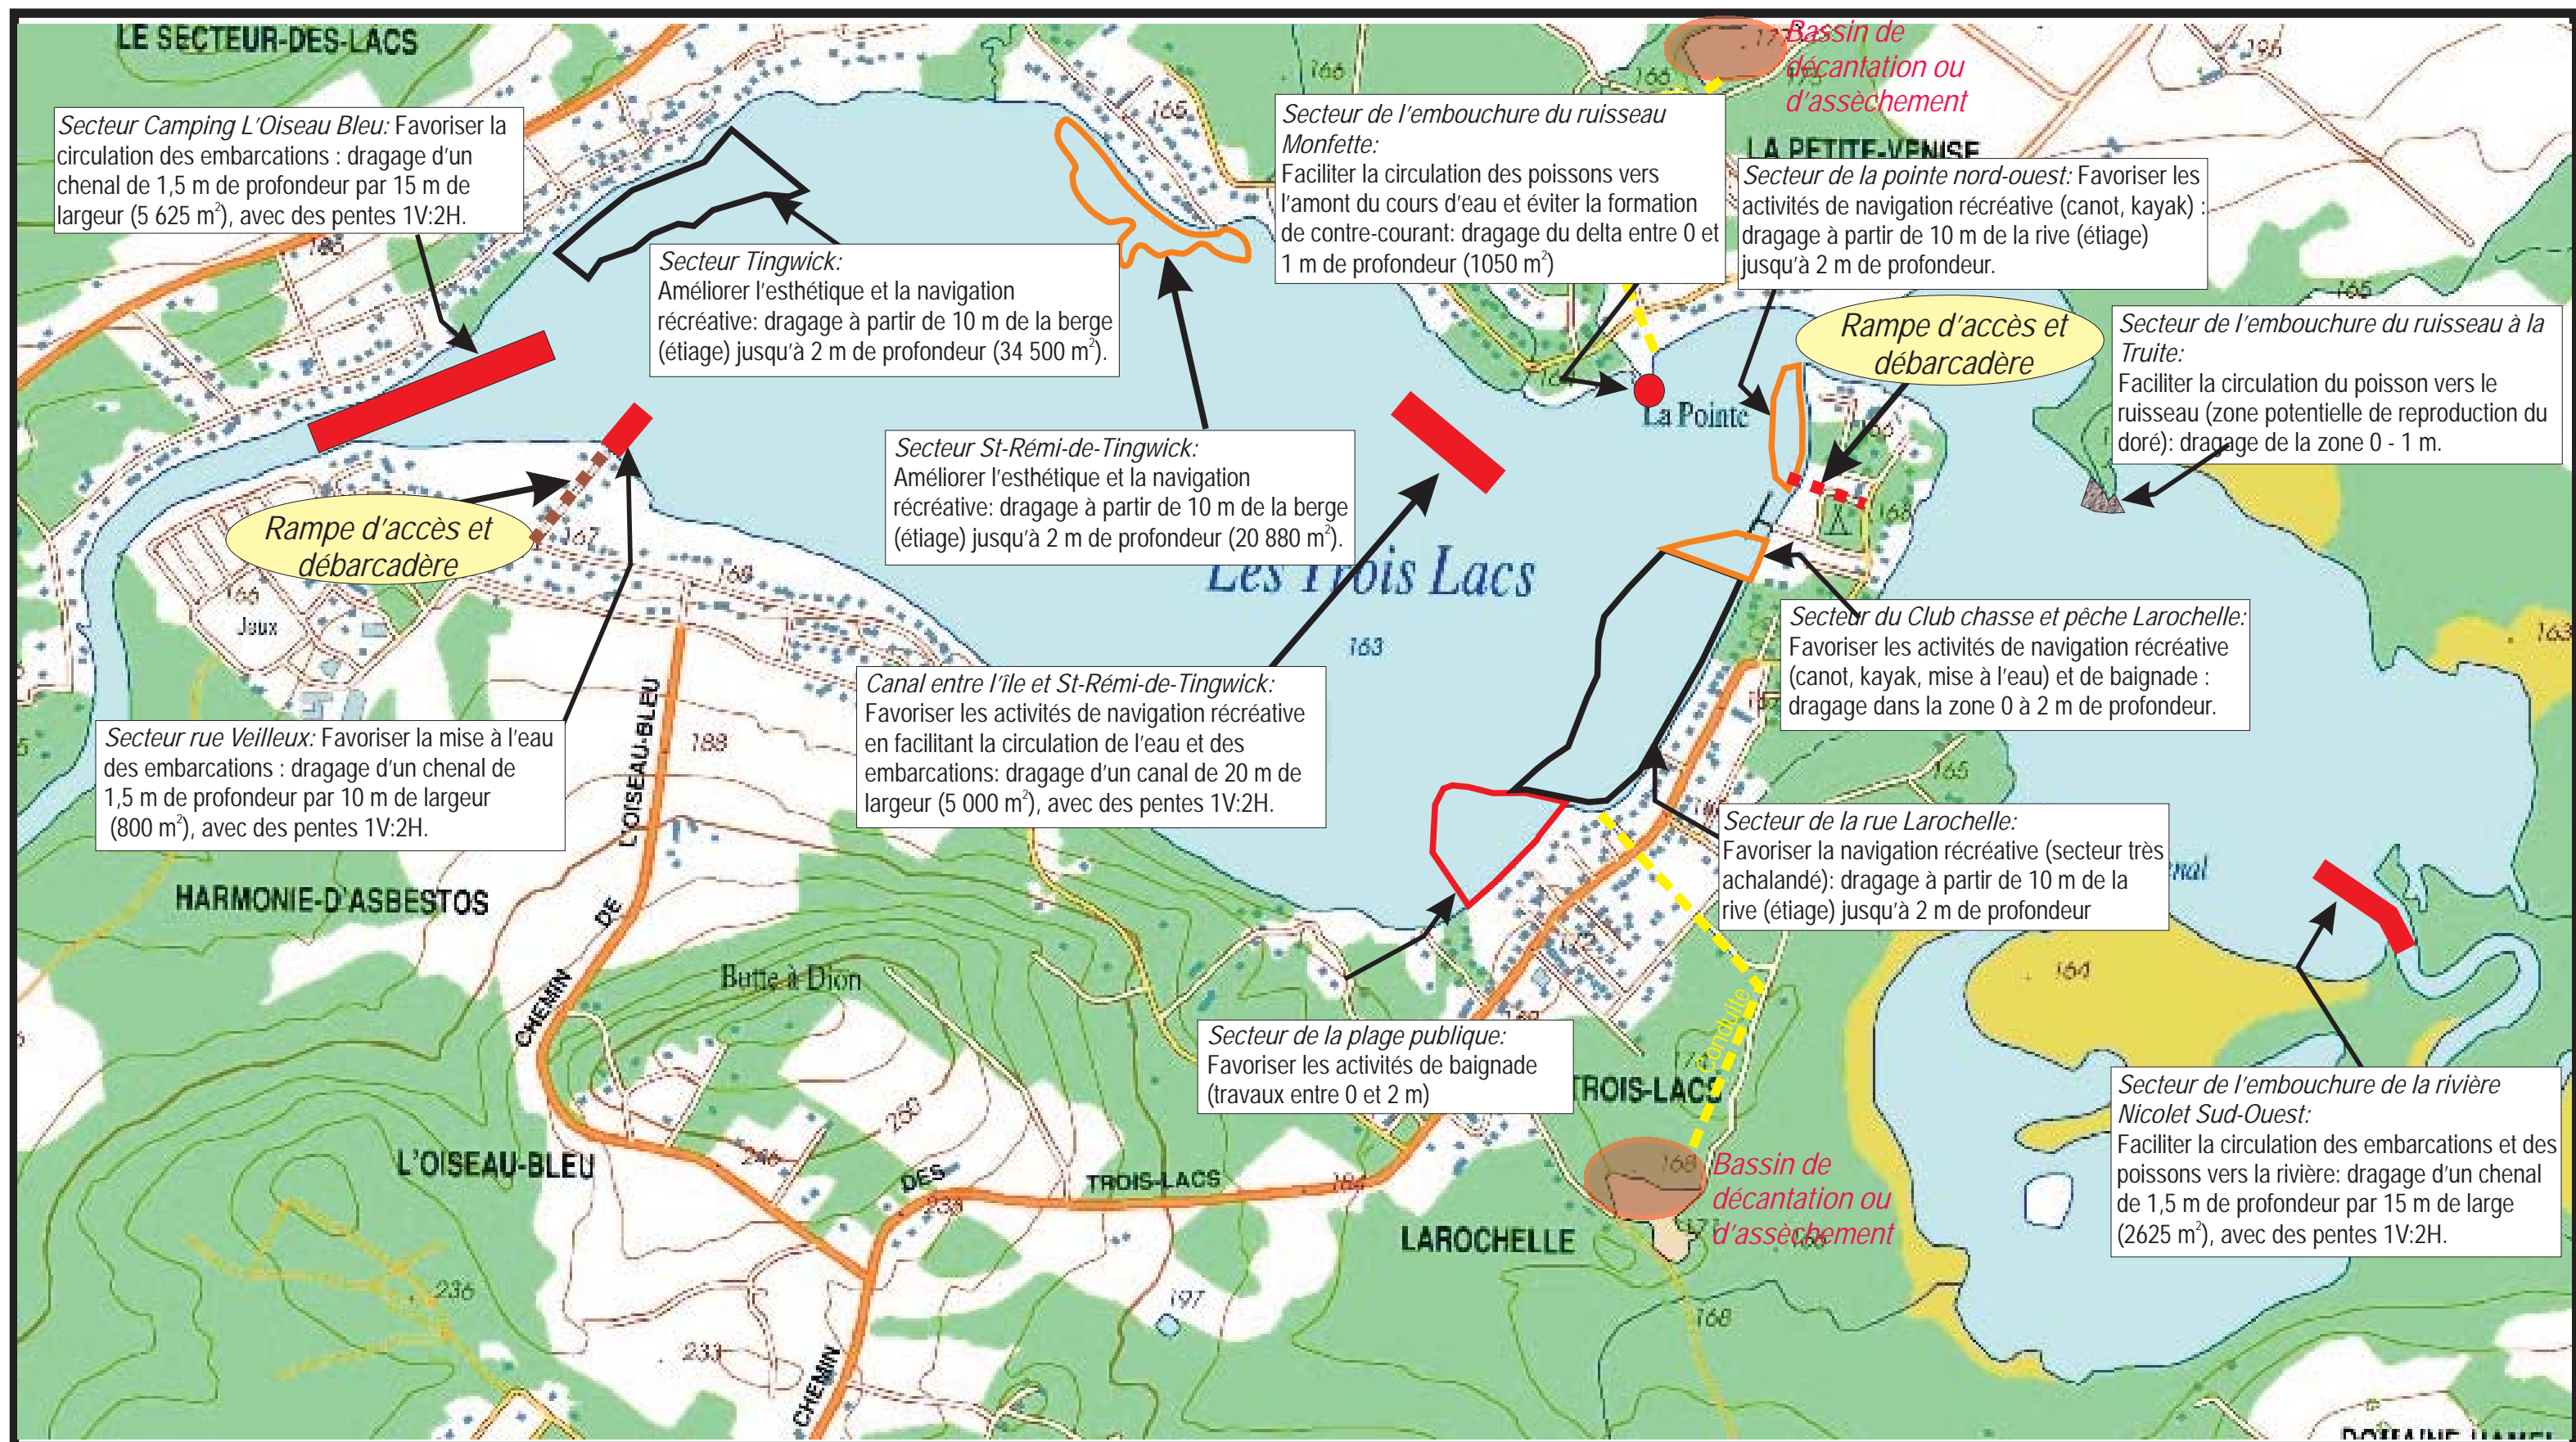 LE SECTEUR-DES-LACS
Secteur Camping L'Oiseau Bleu: Favoriser la
circulation des embarcations : dragage d'un
chenal de 1,5 m de profondeur par 15 m de
largeur (5 625 m²), avec des pentes 1V:2H.
Secteur Tingwick:
Améliorer l'esthétique et la navigation
récréative: dragage à partir de 10 m de la berge
(étiage) jusqu'à 2 m de profondeur (34 500 m²).
Secteur de l'embouchure du ruisseau
Monfette:
Faciliter la circulation des poissons vers
l'amont du cours d'eau et éviter la formation
de contre-courant: dragage du delta entre 0 et
1 m de profondeur (1050 m²)
Bassin de
décantation ou
d'assèchement
LA PETITE-VENISE
Secteur de la pointe nord-ouest: Favoriser les
activités de navigation récréative (canot, kayak) :
dragage à partir de 10 m de la rive (étiage)
jusqu'à 2 m de profondeur.
Rampe d'accès et
débarcadère
Secteur de l'embouchure du ruisseau à la
Truite:
Faciliter la circulation du poisson vers le
ruisseau (zone potentielle de reproduction du
doré): dragage de la zone 0 - 1 m.
La Pointe
Secteur St-Rémi-de-Tingwick:
Améliorer l'esthétique et la navigation
récréative: dragage à partir de 10 m de la berge
(étiage) jusqu'à 2 m de profondeur (20 880 m²).
Rampe d'accès et
débarcadère
Les Trois Lacs
163
Secteur du Club chasse et pêche Larochelle:
Favoriser les activités de navigation récréative
(canot, kayak, mise à l'eau) et de baignade :
dragage dans la zone 0 à 2 m de profondeur.
Canal entre l'île et St-Rémi-de-Tingwick:
Favoriser les activités de navigation récréative
en facilitant la circulation de l'eau et des
embarcations: dragage d'un canal de 20 m de
largeur (5 000 m²), avec des pentes 1V:2H.
Secteur rue Veilleux: Favoriser la mise à l'eau
des embarcations : dragage d'un chenal de
1,5 m de profondeur par 10 m de largeur
(800 m²), avec des pentes 1V:2H.
Secteur de la rue Larochelle:
Favoriser la navigation récréative (secteur très
achalandé): dragage à partir de 10 m de la
rive (étiage) jusqu'à 2 m de profondeur
HARMONIE-D'ASBESTOS
CHEMIN DE L'OISEAU-BLEU
188
Butte à Dion
164
Conduite
Secteur de la plage publique:
Favoriser les activités de baignade
(travaux entre 0 et 2 m)
TROIS-LACS
Secteur de l'embouchure de la rivière
Nicolet Sud-Ouest:
Faciliter la circulation des embarcations et des
poissons vers la rivière: dragage d'un chenal
de 1,5 m de profondeur par 15 m de large
(2625 m²), avec des pentes 1V:2H.
L'OISEAU-BLEU
250
246
CHEMIN DES TROIS-LACS
238
168
Bassin de
décantation ou
d'assèchement
LAROCHELLE
236
197
233
168